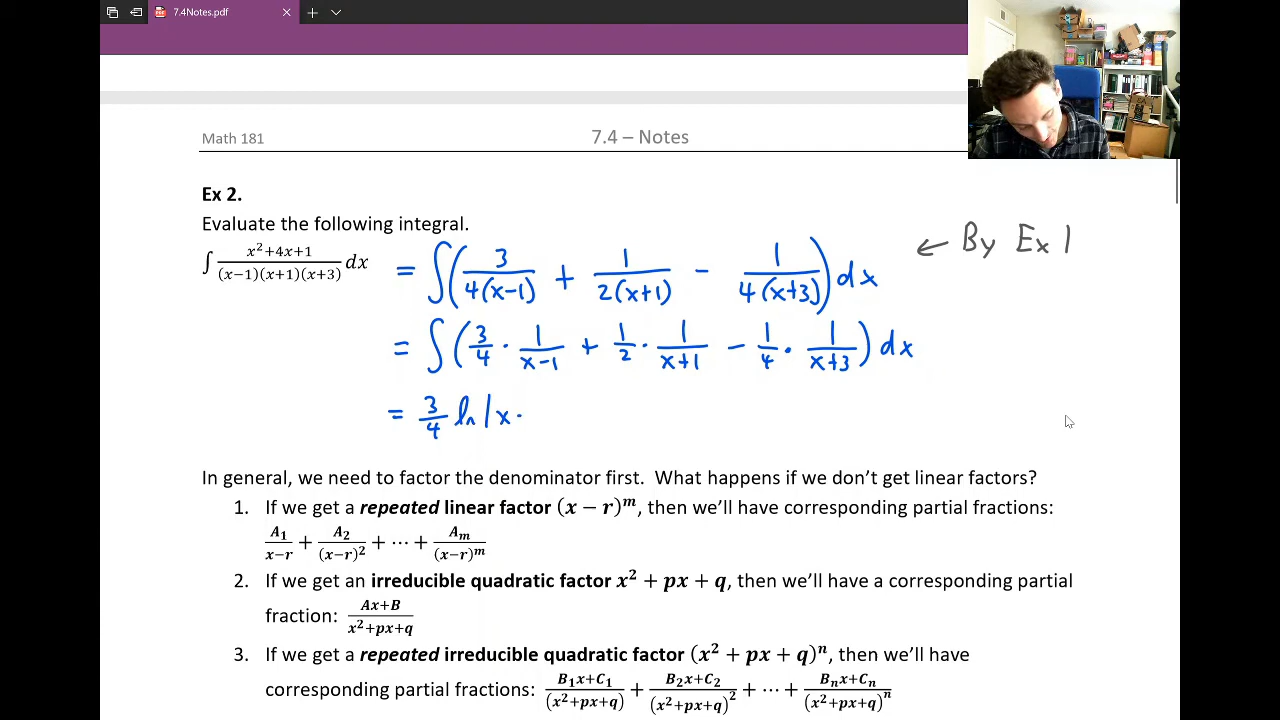 7.4Notes.pdf
Math 181
7.4 – Notes
Ex 2.
Evaluate the following integral.
∫ (x²+4x+1)/((x−1)(x+1)(x+3)) dx = ∫(3/(4(x−1)) + 1/(2(x+1)) − 1/(4(x+3))) dx ← By Ex 1
= ∫(3/4 · 1/(x−1) + 1/2 · 1/(x+1) − 1/4 · 1/(x+3)) dx
= 3/4 ln|x-
In general, we need to factor the denominator first. What happens if we don't get linear factors?
1. If we get a repeated linear factor (x − r)ᵐ, then we'll have corresponding partial fractions:
A₁/(x−r) + A₂/(x−r)² + ⋯ + Aₘ/(x−r)ᵐ
2. If we get an irreducible quadratic factor x² + px + q, then we'll have a corresponding partial
fraction: (Ax+B)/(x²+px+q)
3. If we get a repeated irreducible quadratic factor (x² + px + q)ⁿ, then we'll have
corresponding partial fractions: (B₁x+C₁)/(x²+px+q) + (B₂x+C₂)/(x²+px+q)² + ⋯ + (Bₙx+Cₙ)/(x²+px+q)ⁿ